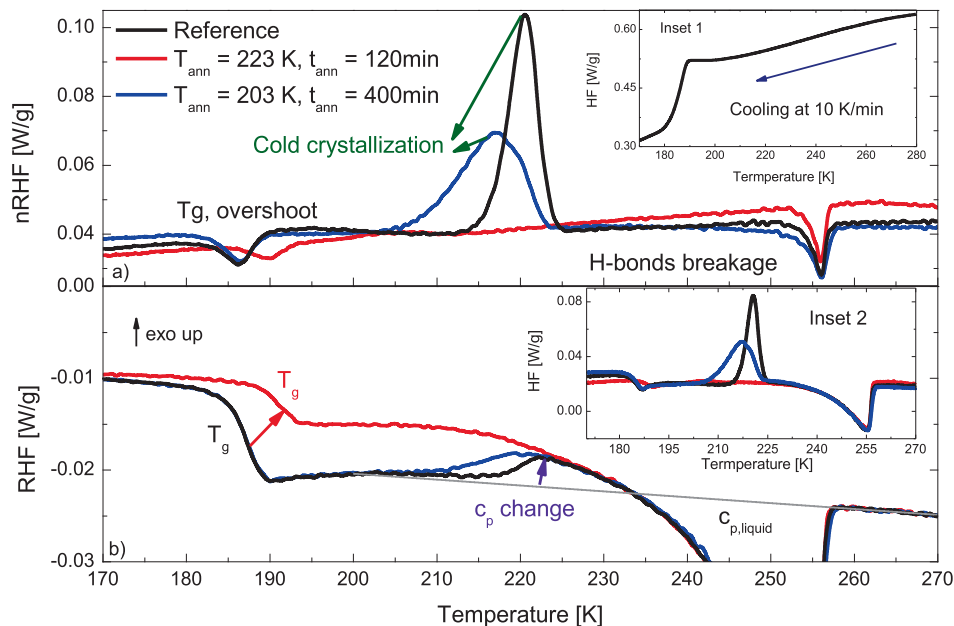 Reference
T_ann = 223 K, t_ann = 120min
T_ann = 203 K, t_ann = 400min
Cold crystallization
Tg, overshoot
H-bonds breakage
a)
nRHF [W/g]
0.10
0.08
0.06
0.04
0.00
Inset 1
Cooling at 10 K/min
HF [W/g]
0.60
0.45
0.30
180 200 220 240 260 280
Termperature [K]
exo up
T_g
T_g
c_p change
c_p,liquid
b)
RHF [W/g]
-0.01
-0.02
-0.03
Inset 2
HF [W/g]
0.08
0.04
0.00
180 195 210 225 240 255 270
Termperature [K]
170 180 190 200 210 220 230 240 250 260 270
Temperature [K]